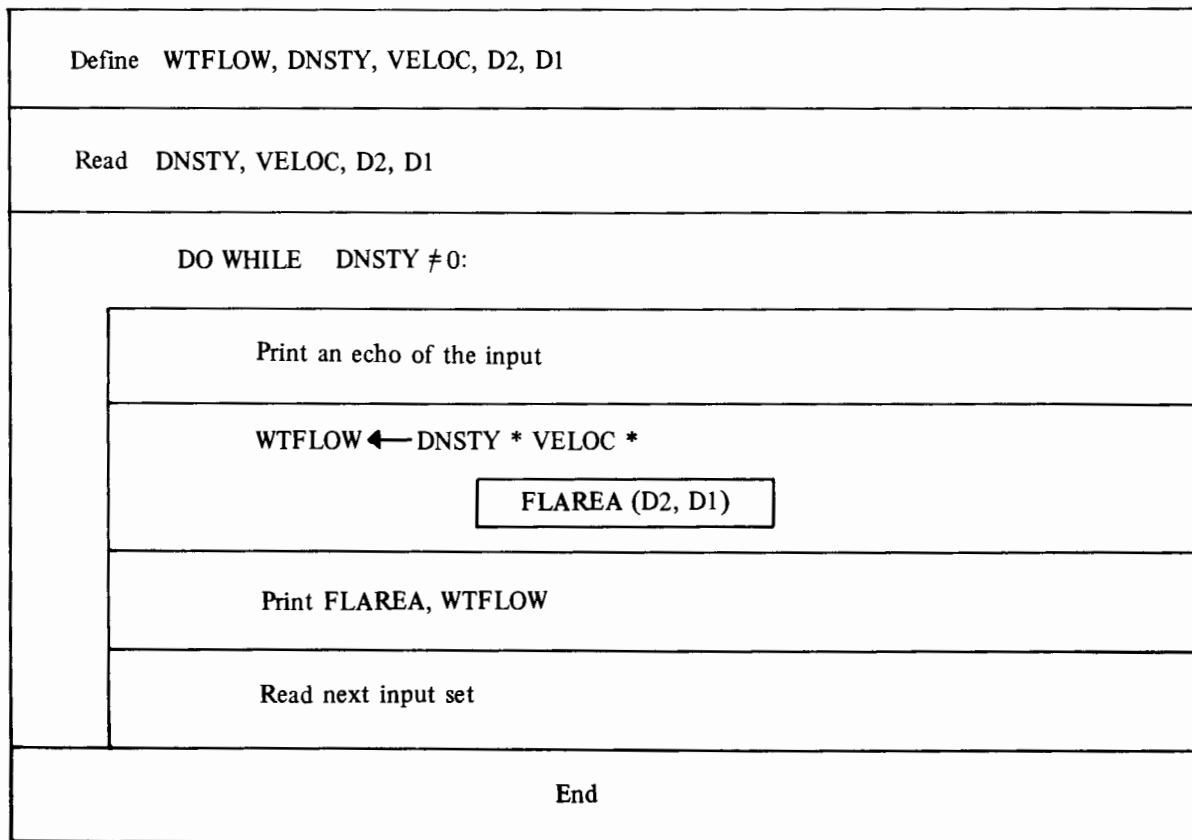 Define WTFLOW, DNSTY, VELOC, D2, D1
Read DNSTY, VELOC, D2, D1
DO WHILE DNSTY ≠ 0:
Print an echo of the input
WTFLOW ← DNSTY * VELOC *
FLAREA (D2, D1)
Print FLAREA, WTFLOW
Read next input set
End